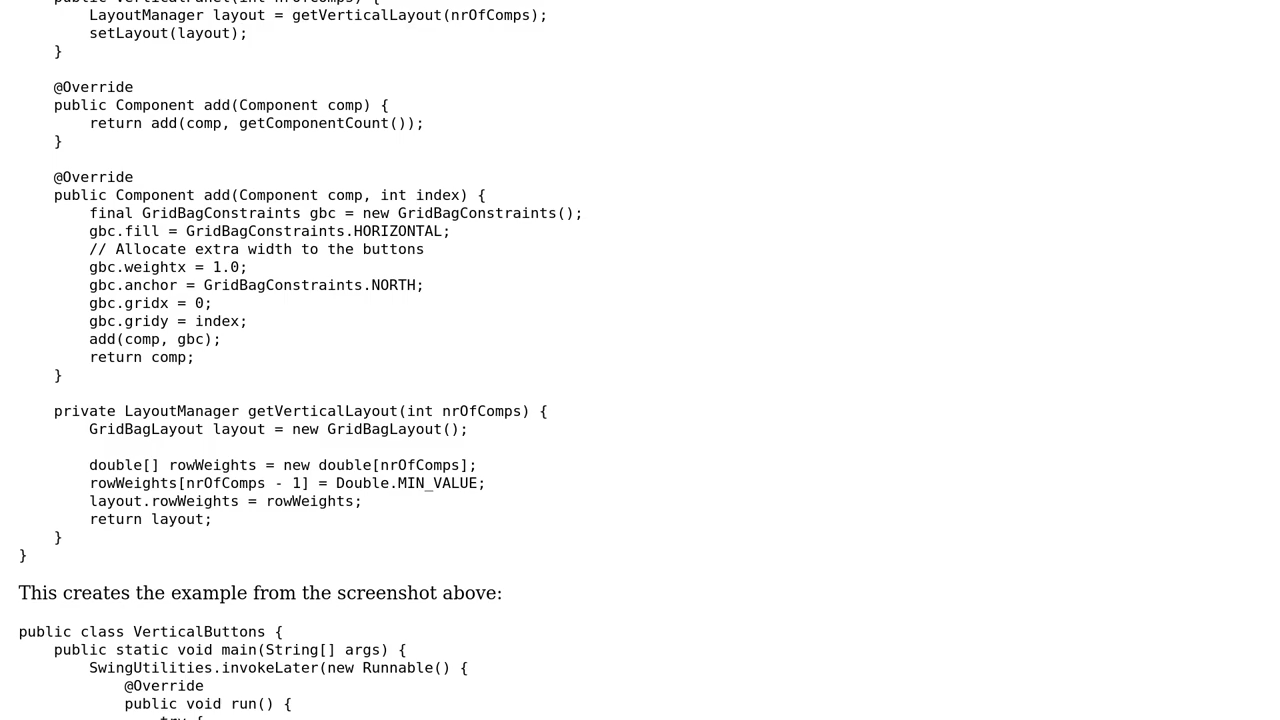 public VerticalPanel(int nrOfComps) {
        LayoutManager layout = getVerticalLayout(nrOfComps);
        setLayout(layout);
    }

    @Override
    public Component add(Component comp) {
        return add(comp, getComponentCount());
    }

    @Override
    public Component add(Component comp, int index) {
        final GridBagConstraints gbc = new GridBagConstraints();
        gbc.fill = GridBagConstraints.HORIZONTAL;
        // Allocate extra width to the buttons
        gbc.weightx = 1.0;
        gbc.anchor = GridBagConstraints.NORTH;
        gbc.gridx = 0;
        gbc.gridy = index;
        add(comp, gbc);
        return comp;
    }

    private LayoutManager getVerticalLayout(int nrOfComps) {
        GridBagLayout layout = new GridBagLayout();

        double[] rowWeights = new double[nrOfComps];
        rowWeights[nrOfComps - 1] = Double.MIN_VALUE;
        layout.rowWeights = rowWeights;
        return layout;
    }
}
This creates the example from the screenshot above:
public class VerticalButtons {
    public static void main(String[] args) {
        SwingUtilities.invokeLater(new Runnable() {
            @Override
            public void run() {
                try {